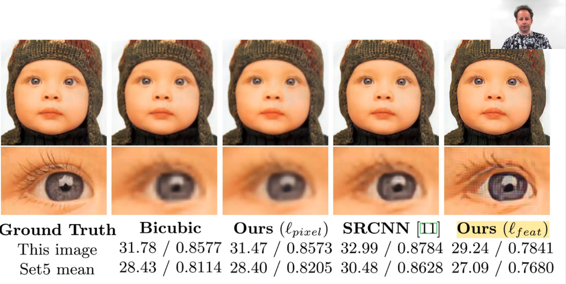 Ground Truth Bicubic Ours (ℓpixel) SRCNN [11] Ours (ℓfeat)
This image 31.78 / 0.8577 31.47 / 0.8573 32.99 / 0.8784 29.24 / 0.7841
Set5 mean 28.43 / 0.8114 28.40 / 0.8205 30.48 / 0.8628 27.09 / 0.7680